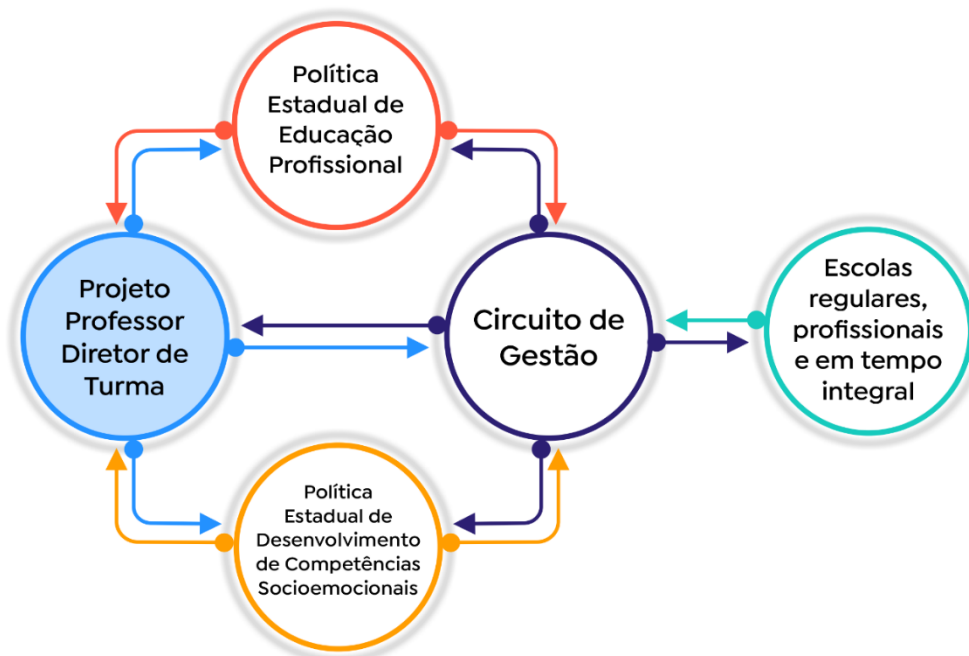 Política
Estadual de
Educação
Profissional
Projeto
Professor
Diretor de
Turma
Circuito de
Gestão
Escolas
regulares,
profissionais
e em tempo
integral
Política
Estadual de
Desenvolvimento
de Competências
Socioemocionais